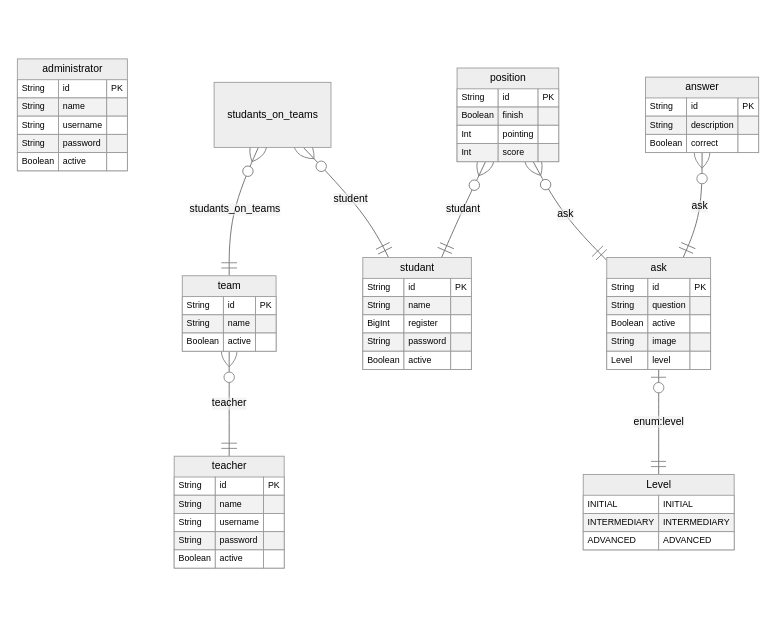 administrator
String id PK
String name
String username
String password
Boolean active
studants_on_teams
position
String id PK
Boolean finish
Int pointing
Int score
answer
String id PK
String description
Boolean correct
students_on_teams
student
studant
ask
ask
team
String id PK
String name
Boolean active
studant
String id PK
String name
BigInt register
String password
Boolean active
ask
String id PK
String question
Boolean active
String image
Level level
teacher
enum:level
teacher
String id PK
String name
String username
String password
Boolean active
Level
INITIAL INITIAL
INTERMEDIARY INTERMEDIARY
ADVANCED ADVANCED